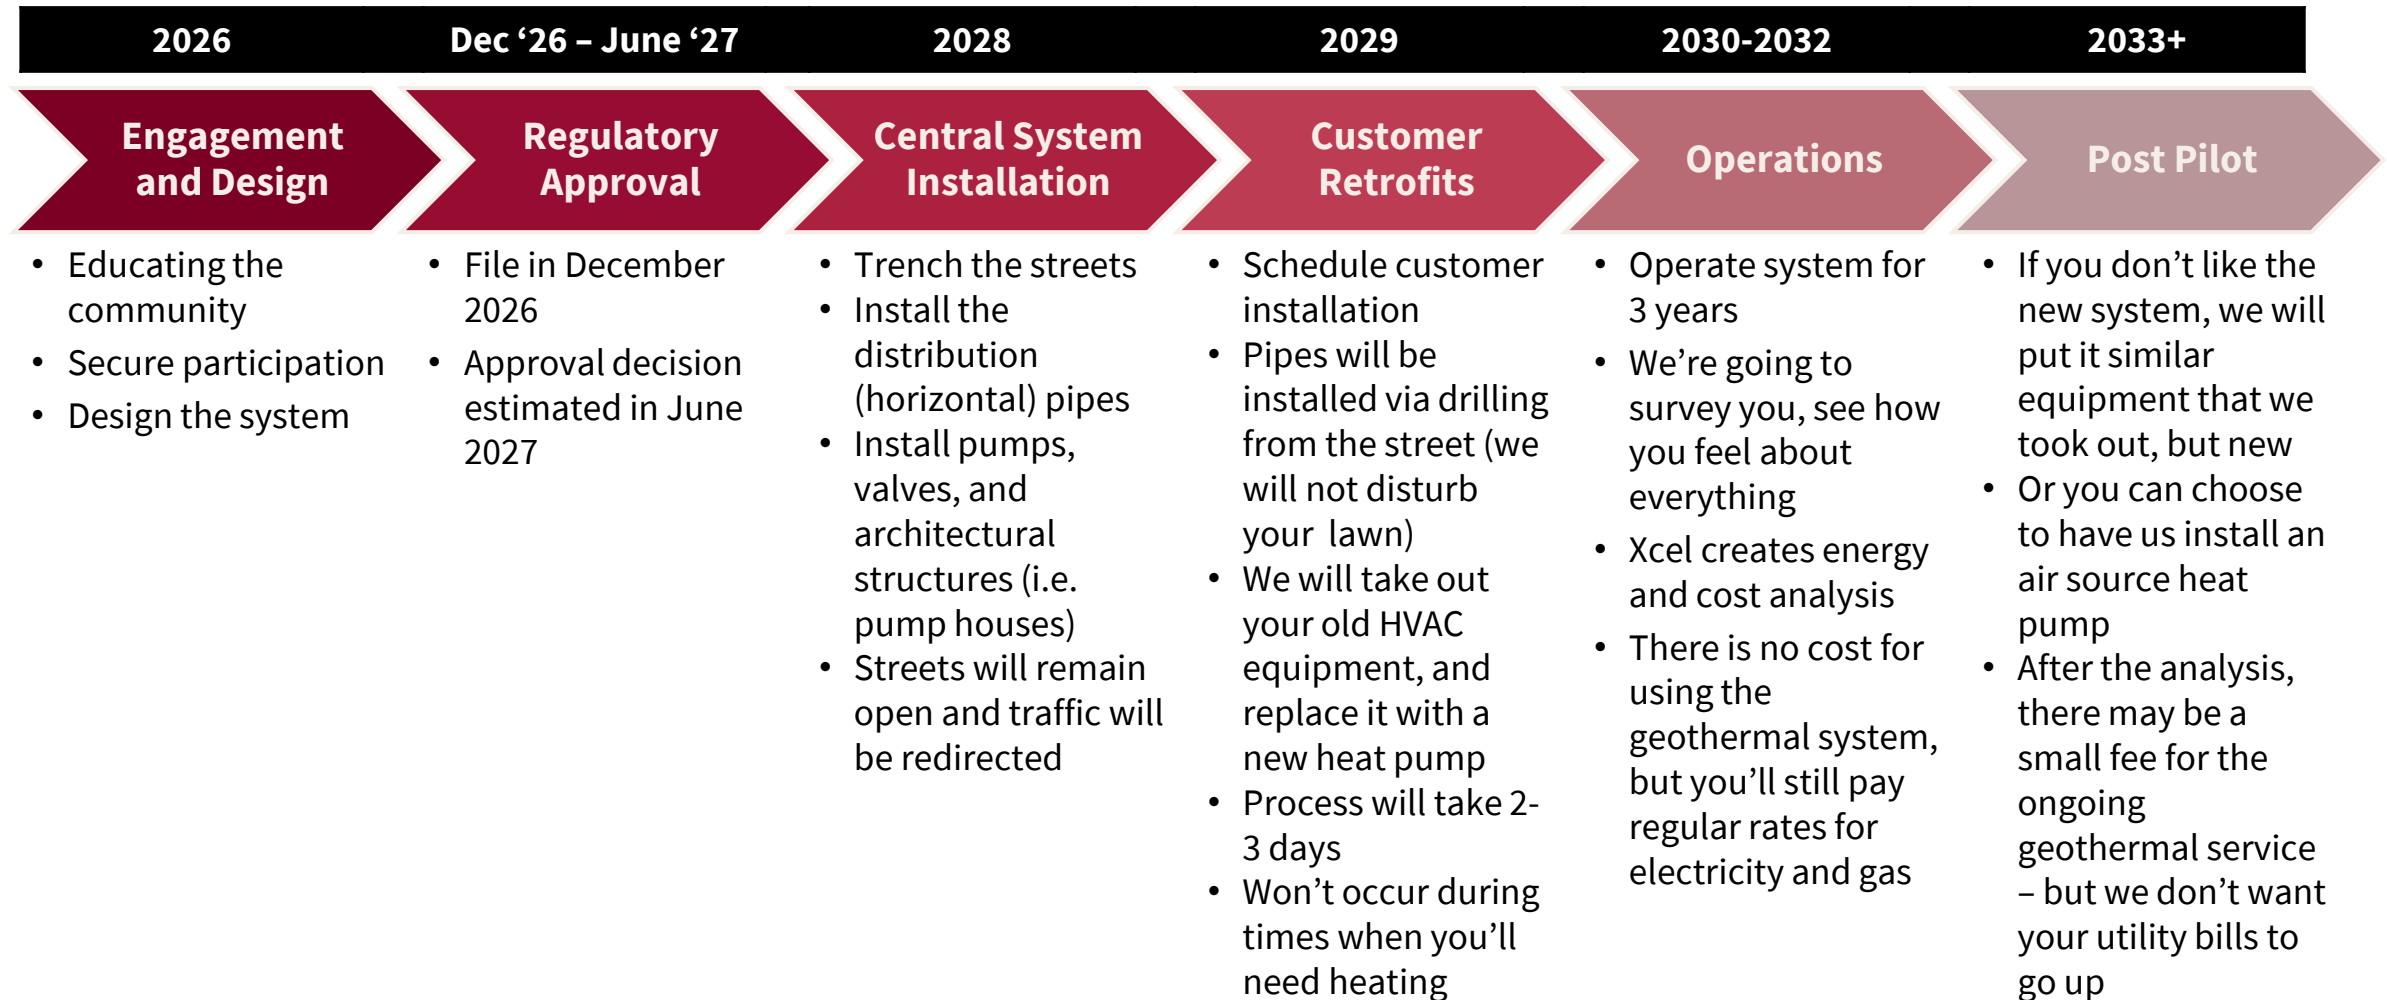 2026
Dec ‘26 – June ‘27
2028
2029
2030-2032
2033+
Engagement
and Design
Regulatory
Approval
Central System
Installation
Customer
Retrofits
Operations
Post Pilot
• Educating the
community
• Secure participation
• Design the system
• File in December
2026
• Approval decision
estimated in June
2027
• Trench the streets
• Install the
distribution
(horizontal) pipes
• Install pumps,
valves, and
architectural
structures (i.e.
pump houses)
• Streets will remain
open and traffic will
be redirected
• Schedule customer
installation
• Pipes will be
installed via drilling
from the street (we
will not disturb
your lawn)
• We will take out
your old HVAC
equipment, and
replace it with a
new heat pump
• Process will take 2-
3 days
• Won’t occur during
times when you’ll
need heating
• Operate system for
3 years
• We’re going to
survey you, see how
you feel about
everything
• Xcel creates energy
and cost analysis
• There is no cost for
using the
geothermal system,
but you’ll still pay
regular rates for
electricity and gas
• If you don’t like the
new system, we will
put it similar
equipment that we
took out, but new
• Or you can choose
to have us install an
air source heat
pump
• After the analysis,
there may be a
small fee for the
ongoing
geothermal service
– but we don’t want
your utility bills to
go up